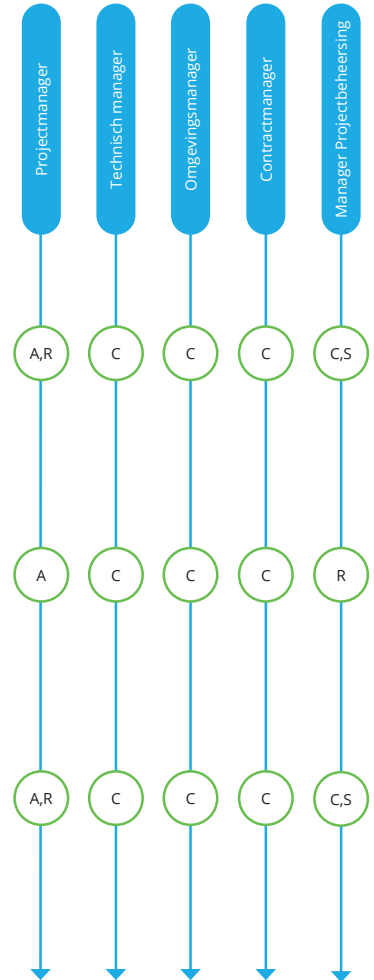 Projectmanager
Technisch manager
Omgevingsmanager
Contractmanager
Manager Projectbeheersing
A,R
C
C
C
C,S
A
C
C
C
R
A,R
C
C
C
C,S